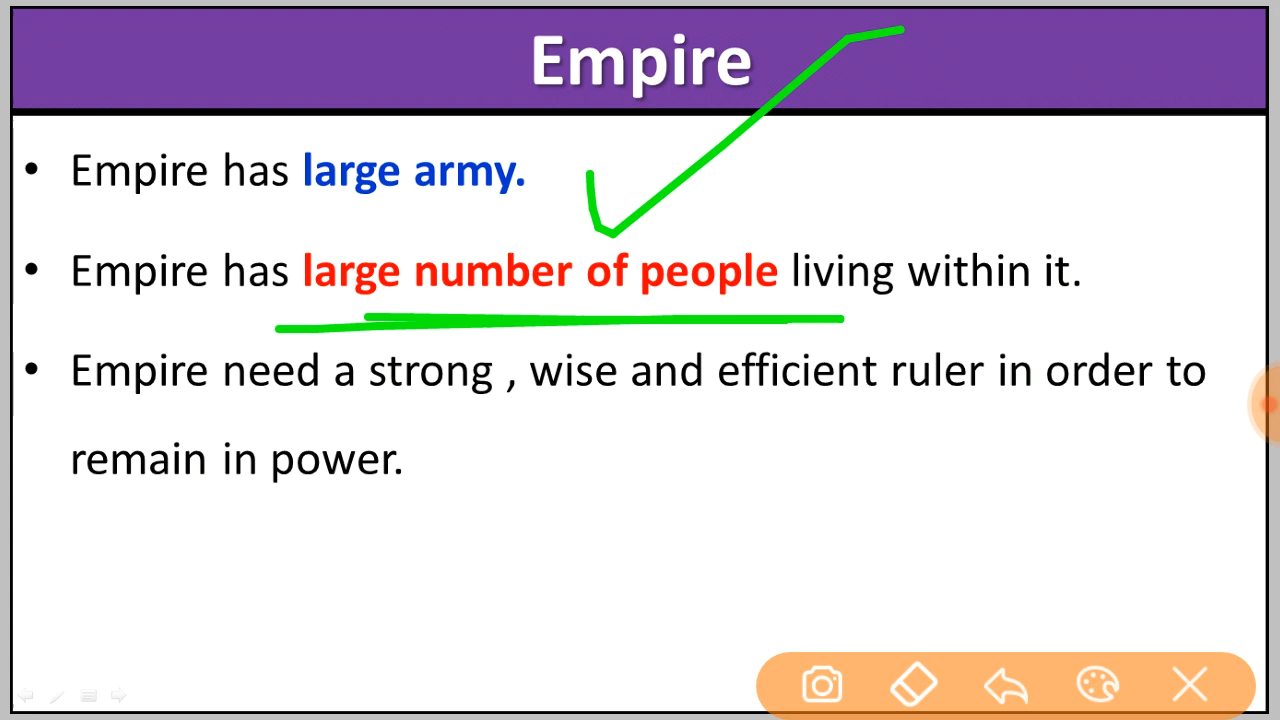 Empire
• Empire has large army.
• Empire has large number of people living within it.
• Empire need a strong , wise and efficient ruler in order to
remain in power.